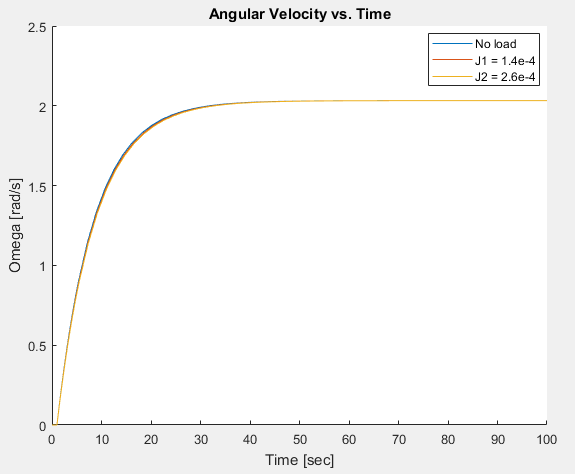 Angular Velocity vs. Time
No load
J1 = 1.4e-4
J2 = 2.6e-4
2.5
2
1.5
1
0.5
0
Omega [rad/s]
0 10 20 30 40 50 60 70 80 90 100
Time [sec]